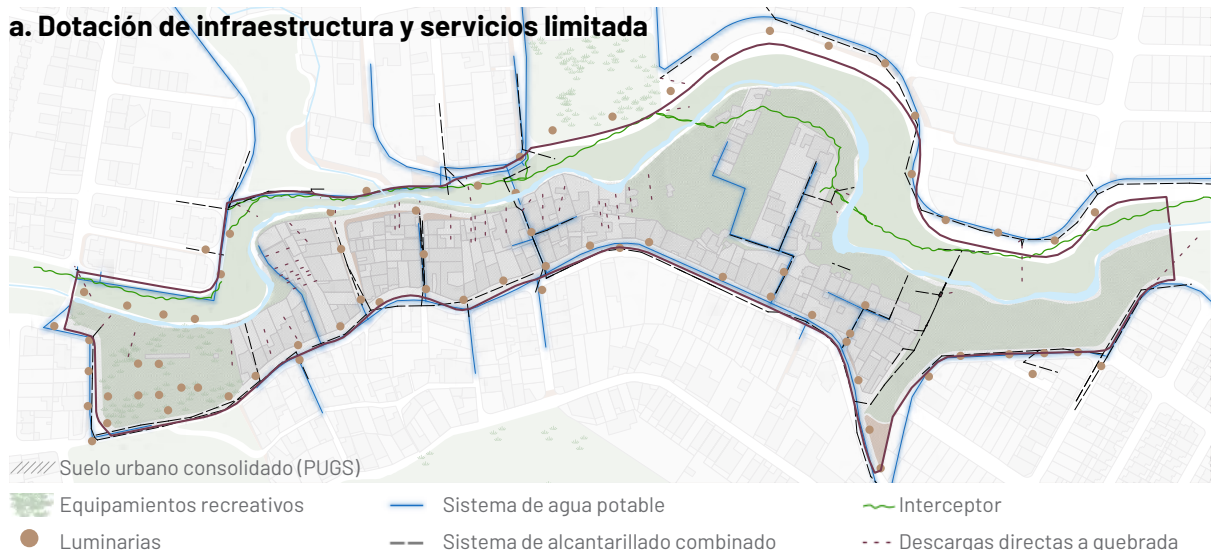 a. Dotación de infraestructura y servicios limitada
Suelo urbano consolidado (PUGS)
Equipamientos recreativos
Sistema de agua potable
Interceptor
Luminarias
Sistema de alcantarillado combinado
Descargas directas a quebrada